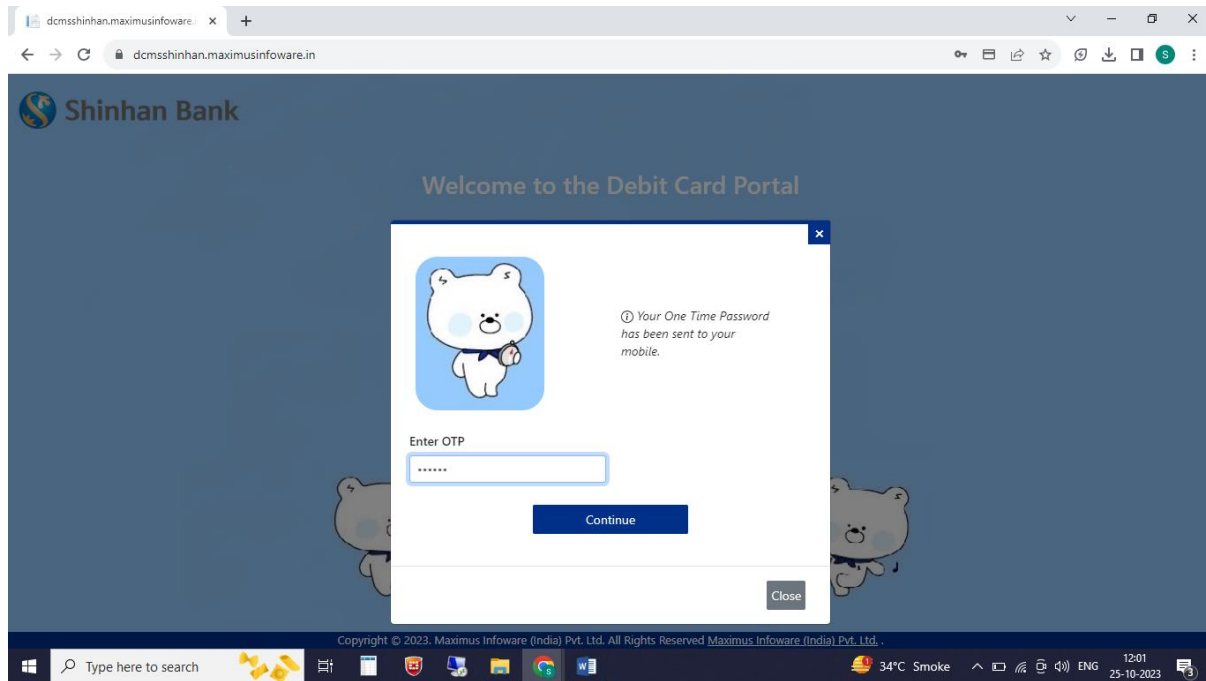 dcmsshinhan.maximusinfoware.
dcmsshinhan.maximusinfoware.in
S
Shinhan Bank
Welcome to the Debit Card Portal
Your One Time Password
has been sent to your
mobile.
Enter OTP
Continue
Close
Copyright © 2023. Maximus Infoware (India) Pvt. Ltd. All Rights Reserved Maximus Infoware (India) Pvt. Ltd. .
Type here to search
34°C Smoke
ENG
12:01
25-10-2023
3